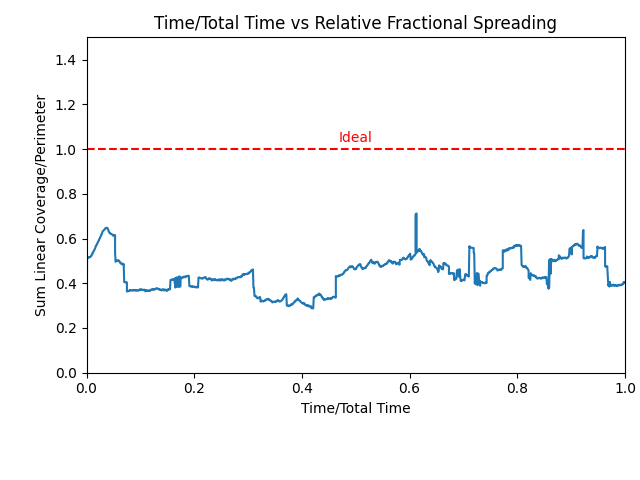 Time/Total Time vs Relative Fractional Spreading
1.4
1.2
Ideal
1.0
0.8
0.6
0.4
0.2
0.0
Sum Linear Coverage/Perimeter
0.0 0.2 0.4 0.6 0.8 1.0
Time/Total Time